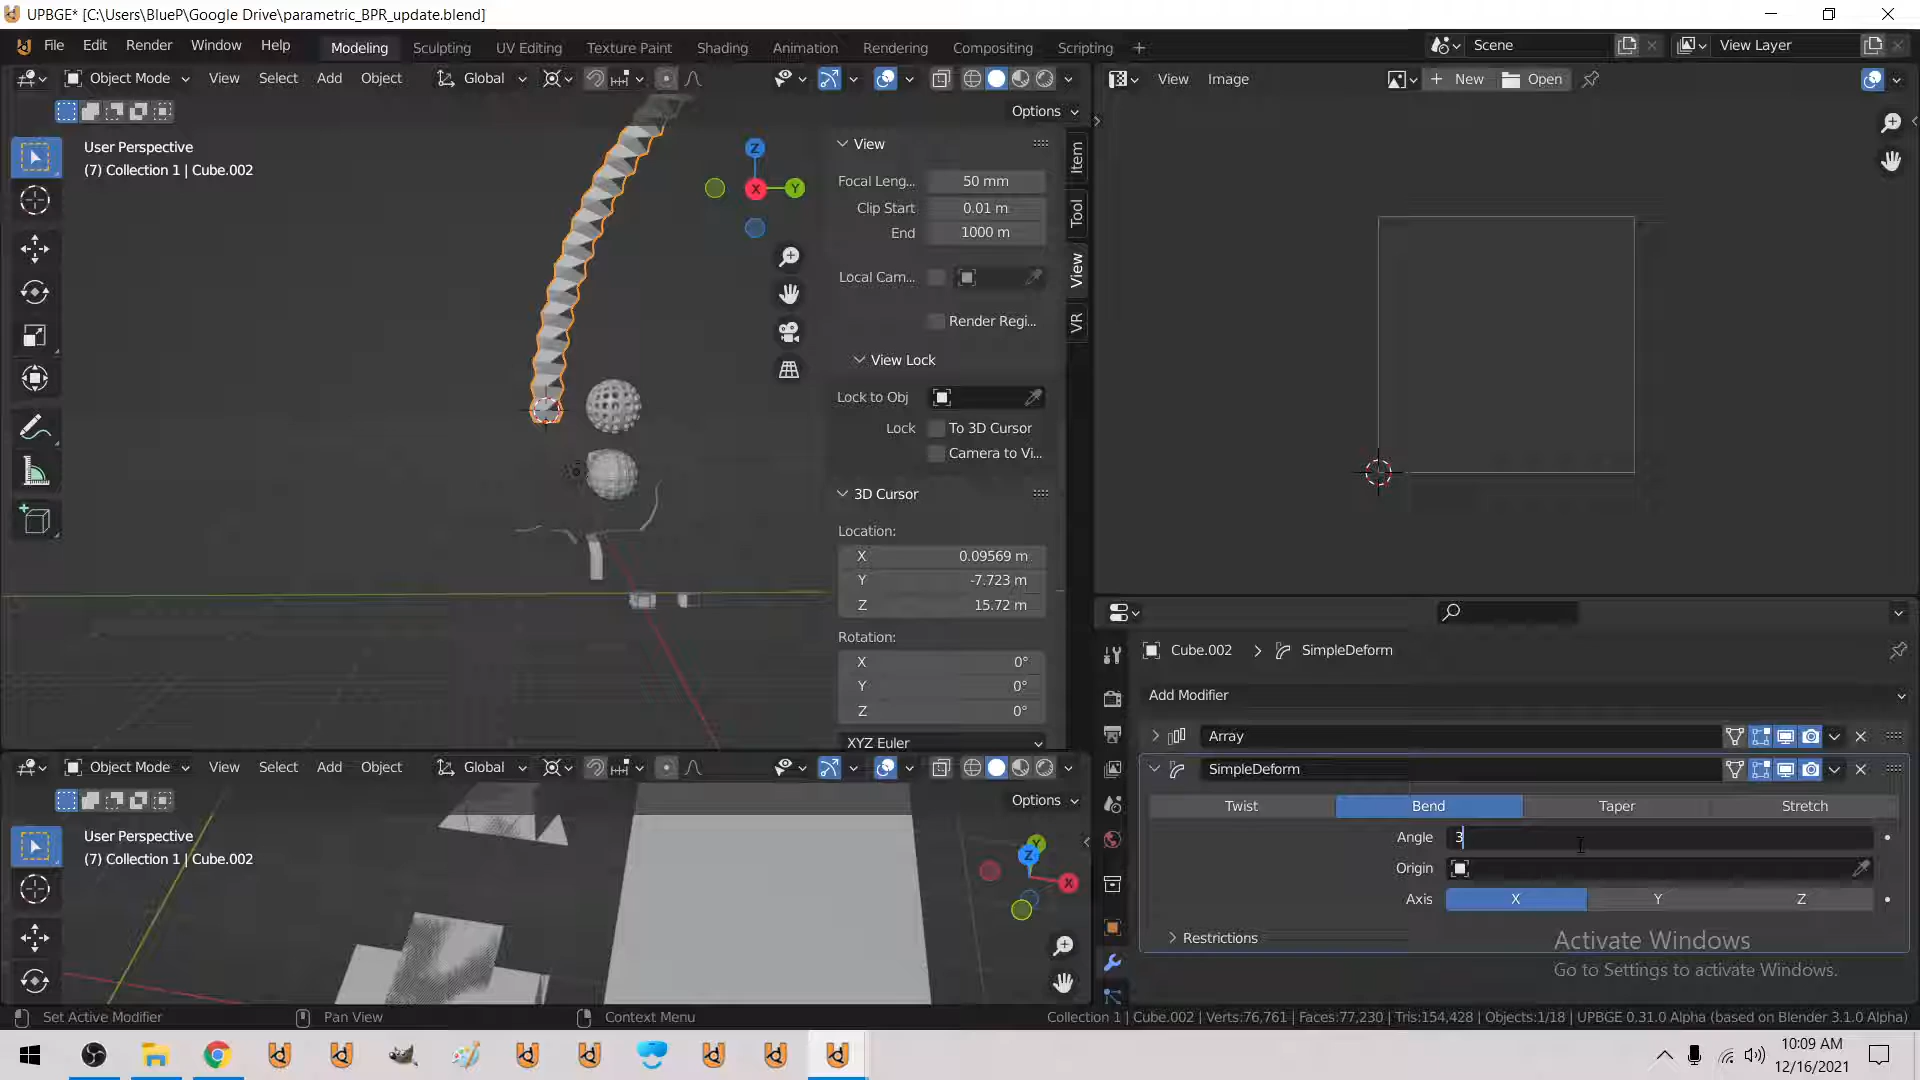 UPBGE* [C:\Users\BlueP\Google Drive\parametric_BPR_update.blend]
File Edit Render Window Help Modeling Sculpting UV Editing Texture Paint Shading Animation Rendering Compositing Scripting Scene View Layer
Object Mode View Select Add Object Global View Image New Open
Options
User Perspective
(7) Collection 1 | Cube.002
Z
X
Y
View
Focal Leng... 50 mm
Clip Start 0.01 m
End 1000 m
Local Cam...
Render Regi...
View Lock
Lock to Obj
Lock To 3D Cursor
Camera to Vi...
3D Cursor
Location:
X 0.09569 m
Y -7.723 m
Z 15.72 m
Rotation:
X 0°
Y 0°
Z 0°
XYZ Euler
Item
Tool
View
VR
Object Mode View Select Add Object Global
Options
User Perspective
(7) Collection 1 | Cube.002
Y
Z
X
Cube.002 SimpleDeform
Add Modifier
Array
SimpleDeform
Twist Bend Taper Stretch
Angle 3
Origin
Axis X Y Z
Restrictions
Activate Windows
Go to Settings to activate Windows.
Set Active Modifier Pan View Context Menu Collection 1 | Cube.002 | Verts:76,761 | Faces:77,230 | Tris:154,428 | Objects:1/18 | UPBGE 0.31.0 Alpha (based on Blender 3.1.0 Alpha)
10:09 AM
12/16/2021